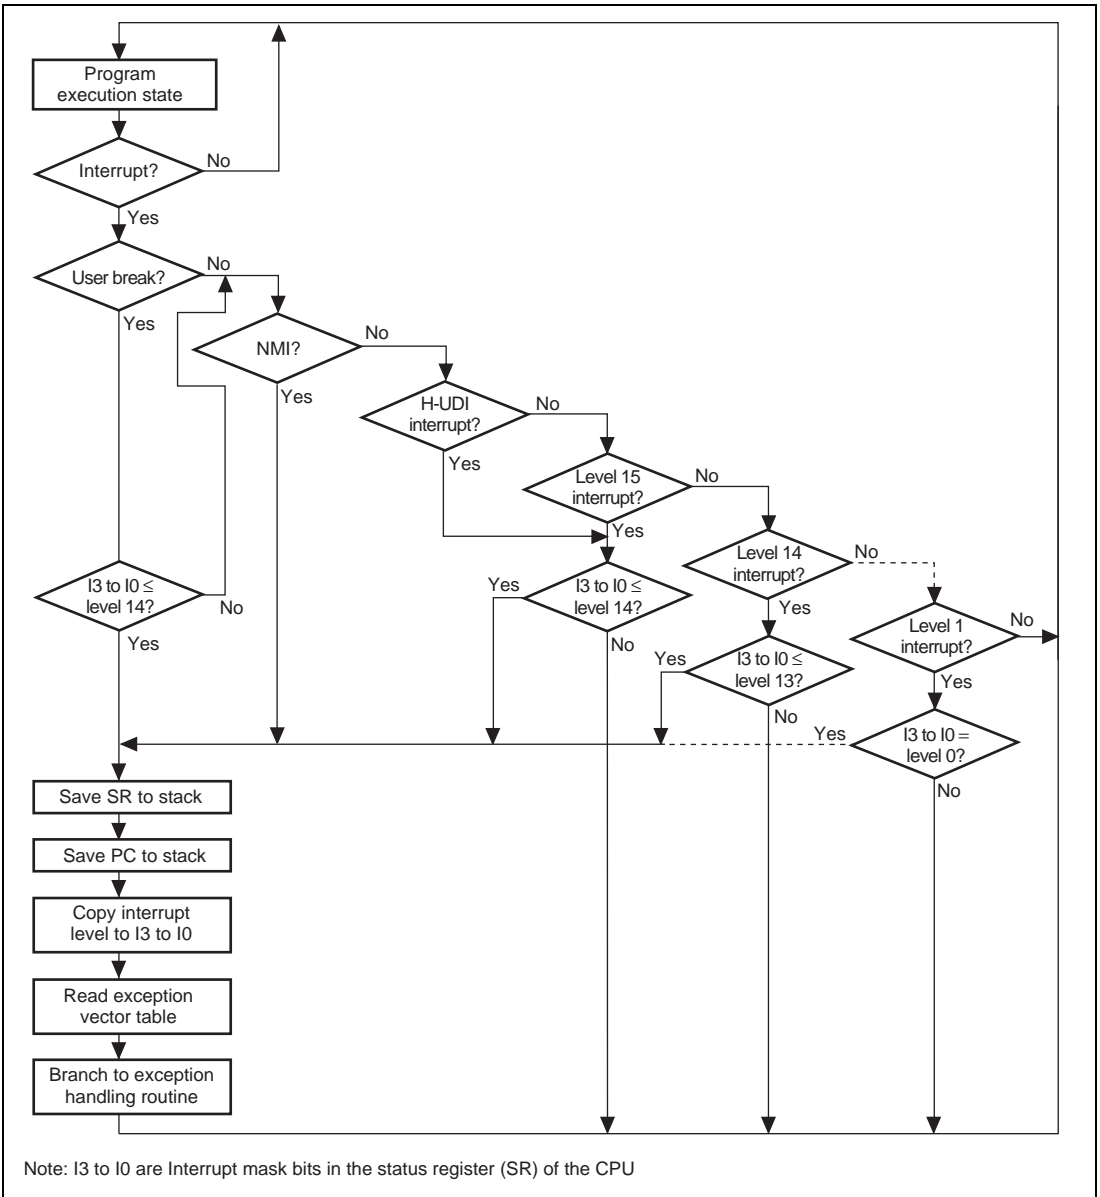 Program
execution state
Interrupt?
No
Yes
User break?
No
Yes
NMI?
No
Yes
H-UDI
interrupt?
No
Yes
Level 15
interrupt?
No
Yes
Level 14
interrupt?
No
Yes
I3 to I0 ≤
level 14?
No
Yes
I3 to I0 ≤
level 14?
Yes
No
Level 1
interrupt?
No
Yes
I3 to I0 ≤
level 13?
Yes
No
I3 to I0 =
level 0?
Yes
No
Save SR to stack
Save PC to stack
Copy interrupt
level to I3 to I0
Read exception
vector table
Branch to exception
handling routine
Note: I3 to I0 are Interrupt mask bits in the status register (SR) of the CPU